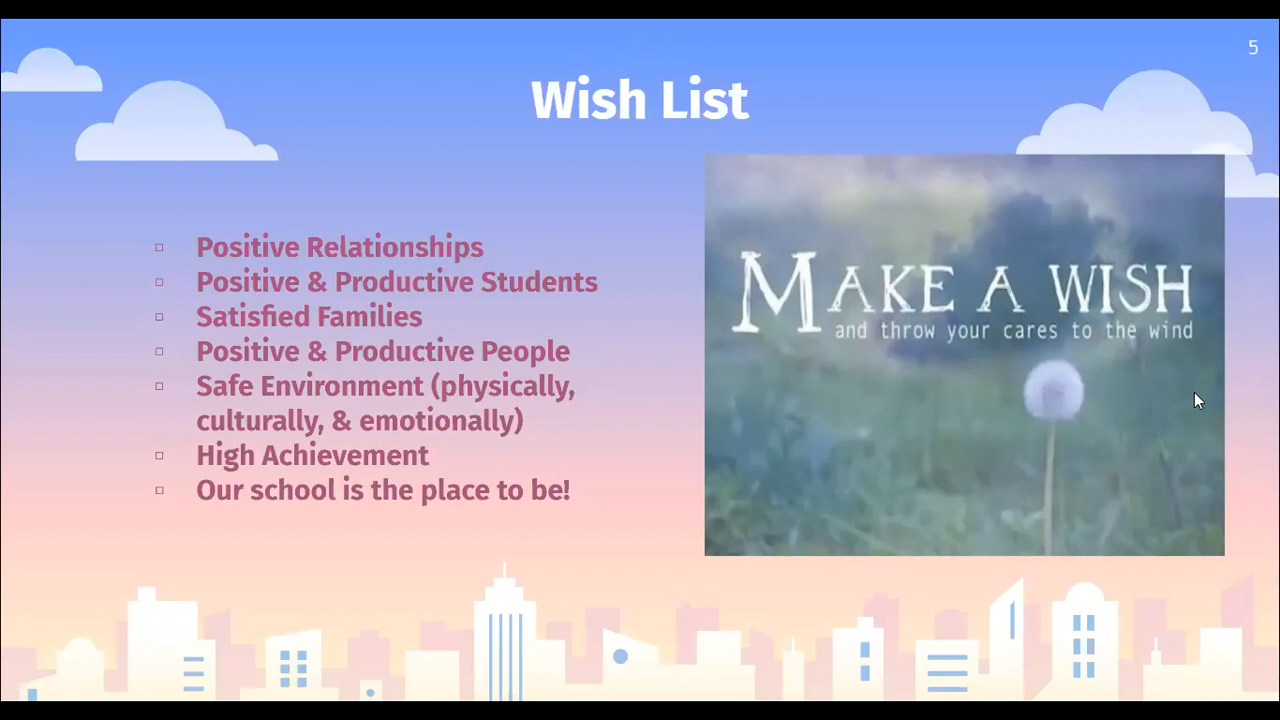 5
Wish List
▫ Positive Relationships
▫ Positive & Productive Students
▫ Satisfied Families
▫ Positive & Productive People
▫ Safe Environment (physically,
culturally, & emotionally)
▫ High Achievement
▫ Our school is the place to be!
MAKE A WISH
and throw your cares to the wind